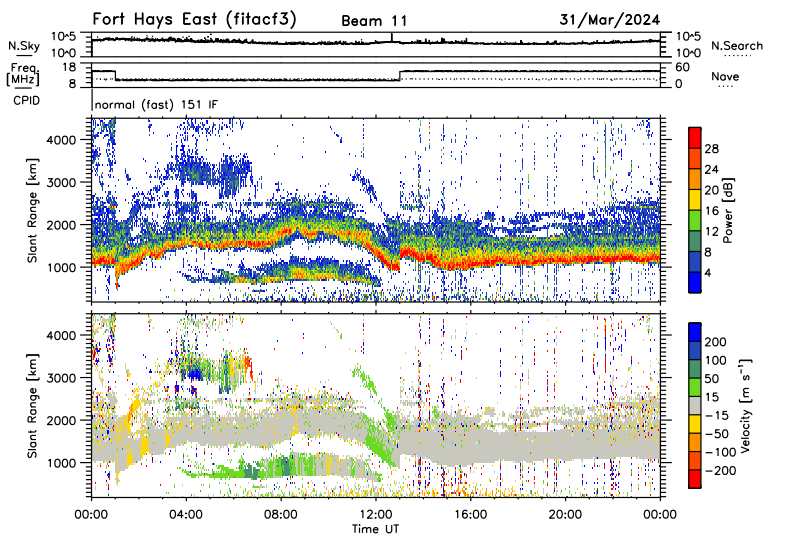 Fort Hays East (fitacf3) Beam 11 31/Mar/2024
N.Sky 10^-5 10^0 10^-5 10^0 N.Search
Freq. [MHz] 18 8 60 0 Nave
CPID normal (fast) 151 IF
Slant Range [km] 4000 3000 2000 1000
Power [dB] 28 24 20 16 12 8 4
Slant Range [km] 4000 3000 2000 1000
Velocity [m s⁻¹] 200 100 50 15 −15 −50 −100 −200
00:00 04:00 08:00 12:00 16:00 20:00 00:00
Time UT